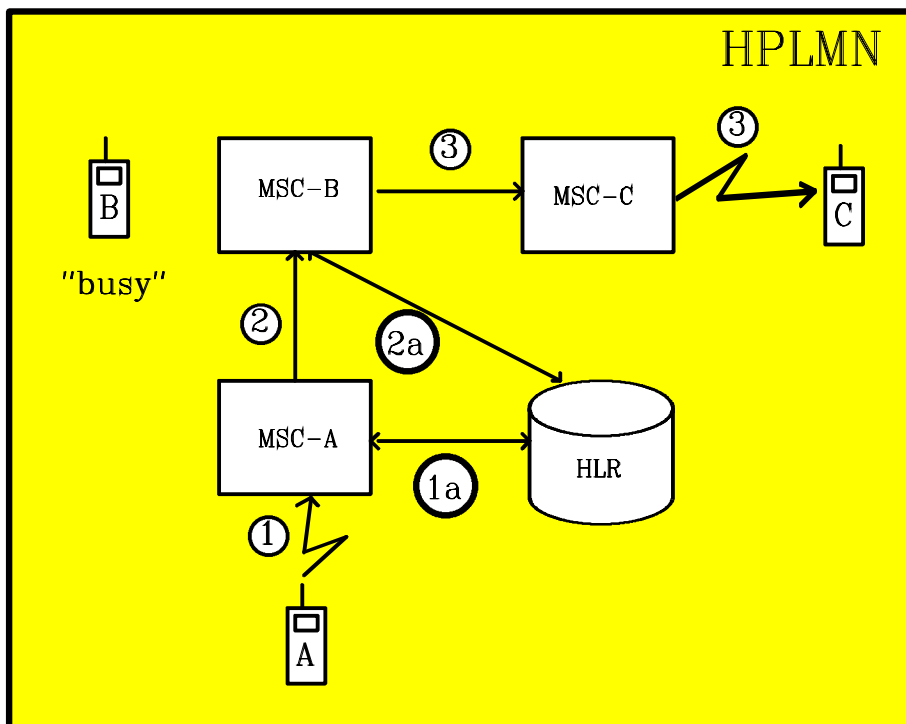 HPLMN
3
3
MSC-B
MSC-C
B
C
"busy"
2
2a
MSC-A
HLR
1a
1
A